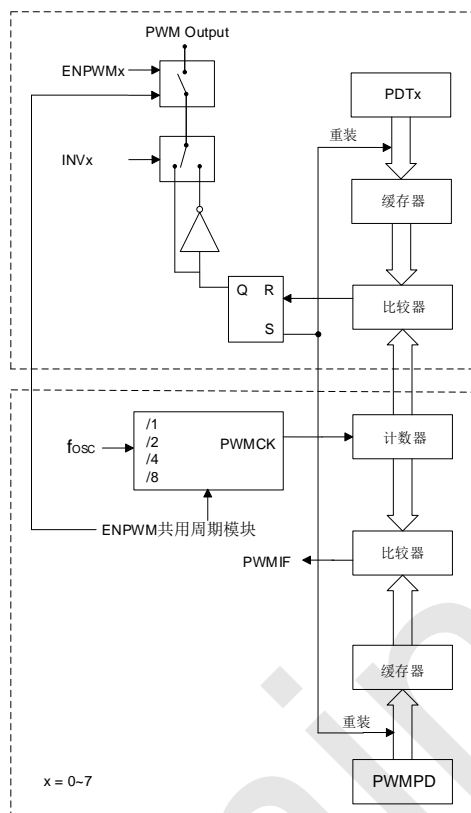 PWM Output
ENPWMx
PDTx
重装
INVx
缓存器
Q R
S
比较器
/1
/2
/4
/8
PWMCK
fOSC
计数器
ENPWM共用周期模块
PWMIF
比较器
缓存器
重装
x = 0~7
PWMPD